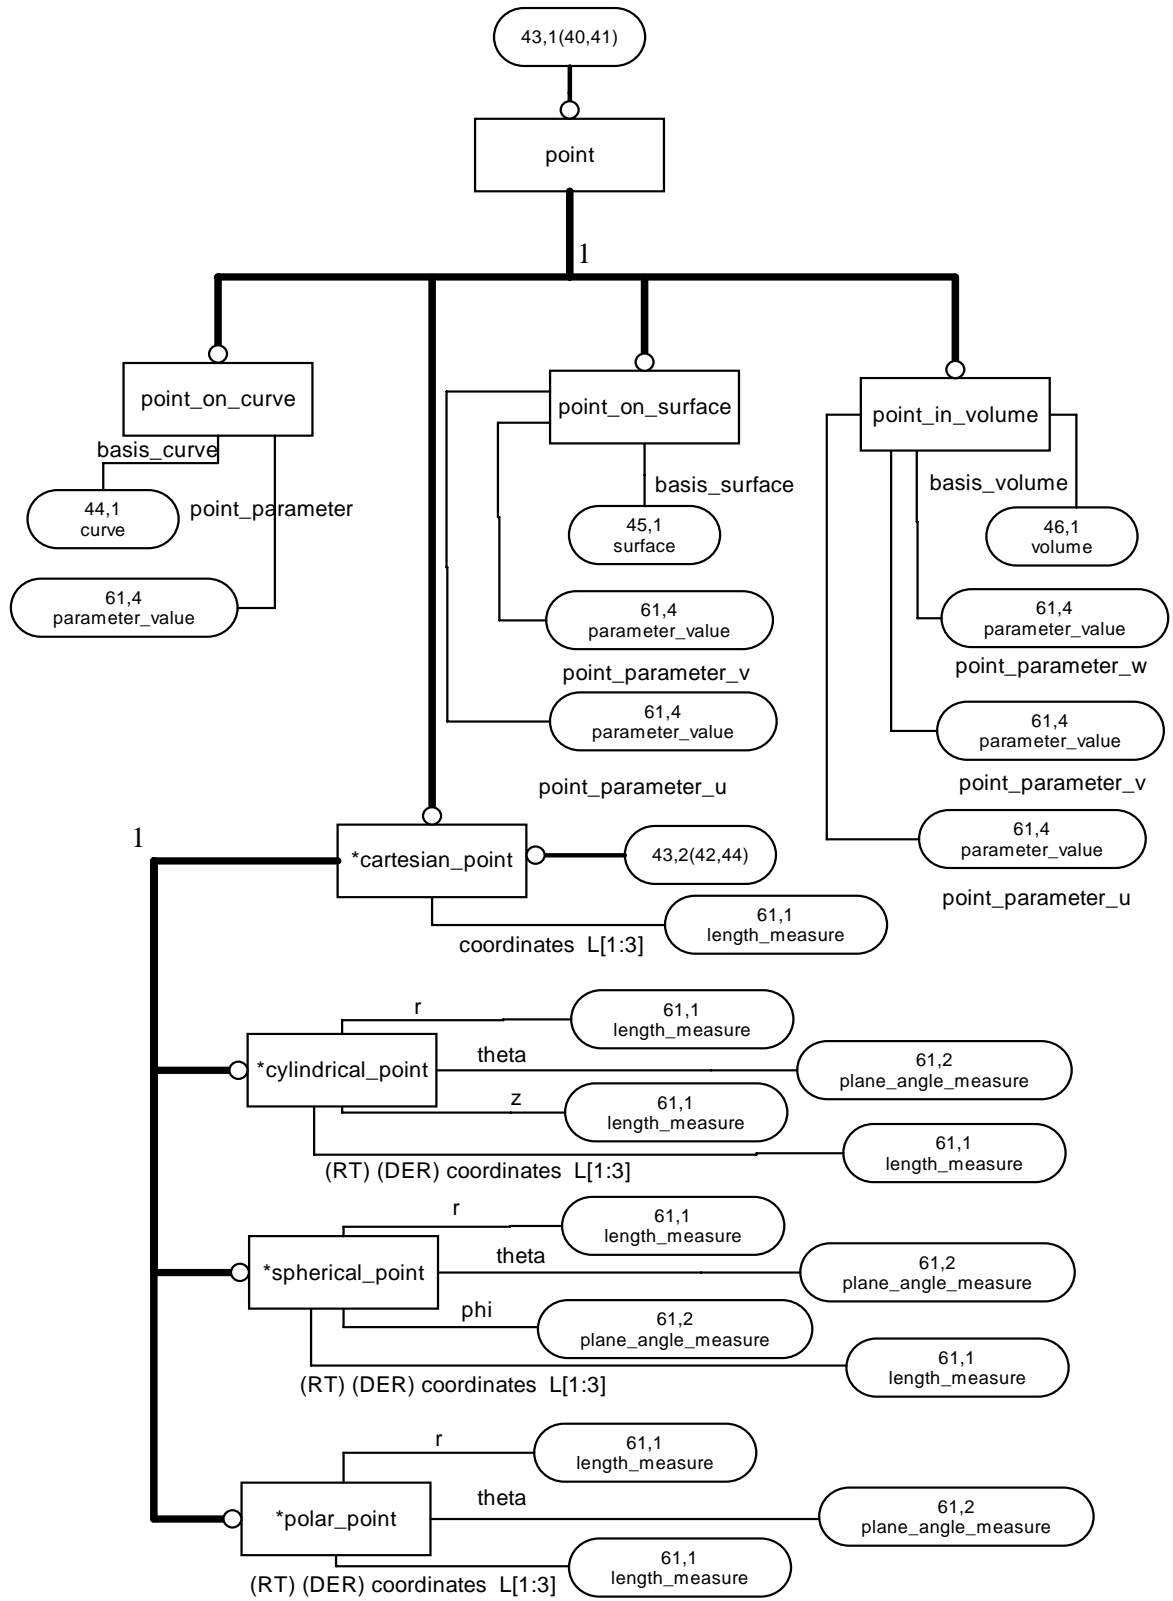 43,1(40,41)
point
1
point_on_curve
point_on_surface
point_in_volume
basis_curve
basis_surface
basis_volume
44,1
curve
point_parameter
45,1
surface
46,1
volume
61,4
parameter_value
61,4
parameter_value
61,4
parameter_value
point_parameter_v
point_parameter_w
61,4
parameter_value
61,4
parameter_value
point_parameter_u
point_parameter_v
1
*cartesian_point
43,2(42,44)
61,4
parameter_value
point_parameter_u
coordinates L[1:3]
61,1
length_measure
r
61,1
length_measure
*cylindrical_point
theta
61,2
plane_angle_measure
z
61,1
length_measure
(RT) (DER) coordinates L[1:3]
61,1
length_measure
r
61,1
length_measure
*spherical_point
theta
61,2
plane_angle_measure
phi
61,2
plane_angle_measure
(RT) (DER) coordinates L[1:3]
61,1
length_measure
r
61,1
length_measure
*polar_point
theta
61,2
plane_angle_measure
(RT) (DER) coordinates L[1:3]
61,1
length_measure